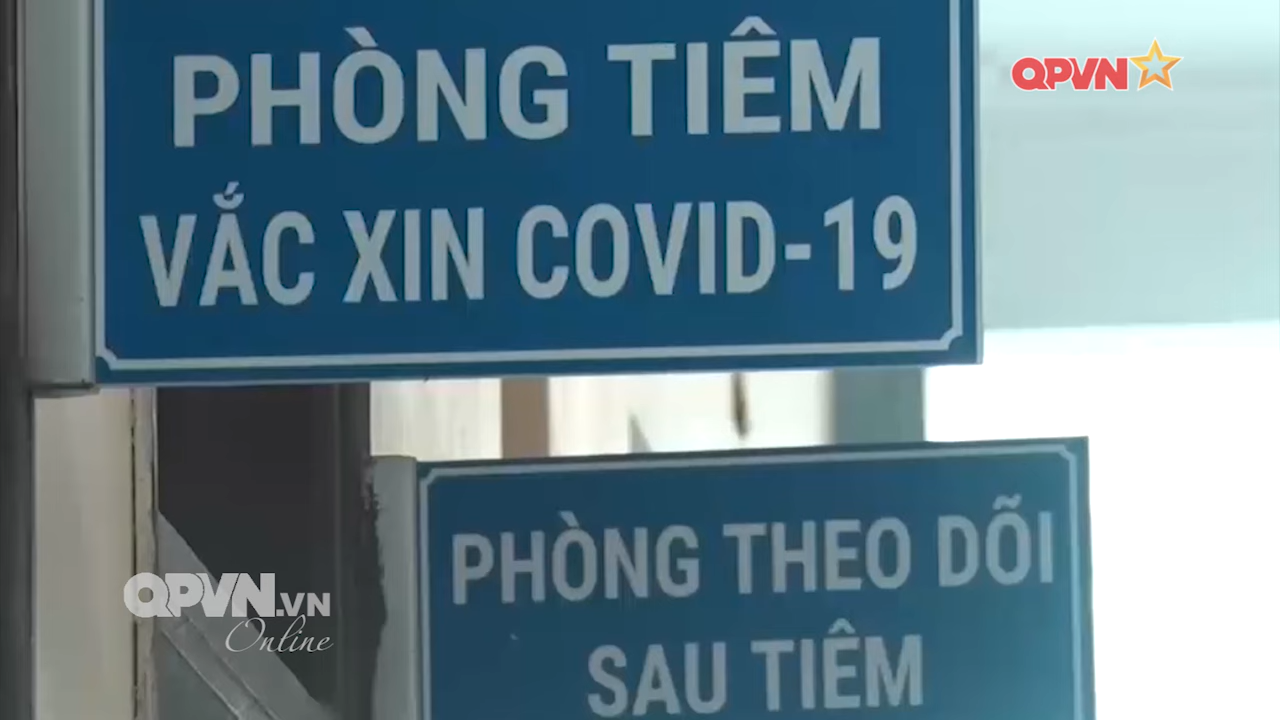 PHÒNG TIÊM
VẮC XIN COVID-19
QPVN
PHÒNG THEO DÕI
SAU TIÊM
QPVN.VN
Online